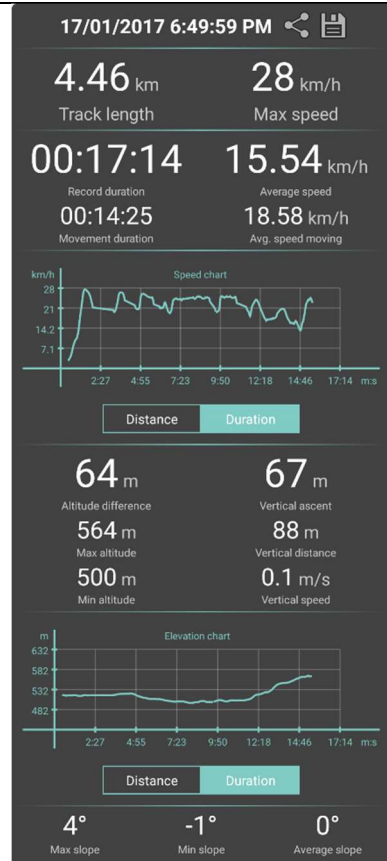 17/01/2017 6:49:59 PM
4.46 km 28 km/h
Track length Max speed
00:17:14 15.54 km/h
Record duration Average speed
00:14:25 18.58 km/h
Movement duration Avg. speed moving
km/h Speed chart
28
21
14.2
7.1
2:27 4:55 7:23 9:50 12:18 14:46 17:14 m:s
Distance Duration
64 m 67 m
Altitude difference Vertical ascent
564 m 88 m
Max altitude Vertical distance
500 m 0.1 m/s
Min altitude Vertical speed
m Elevation chart
632
582
532
482
2:27 4:55 7:23 9:50 12:18 14:46 17:14 m:s
Distance Duration
4° -1° 0°
Max slope Min slope Average slope